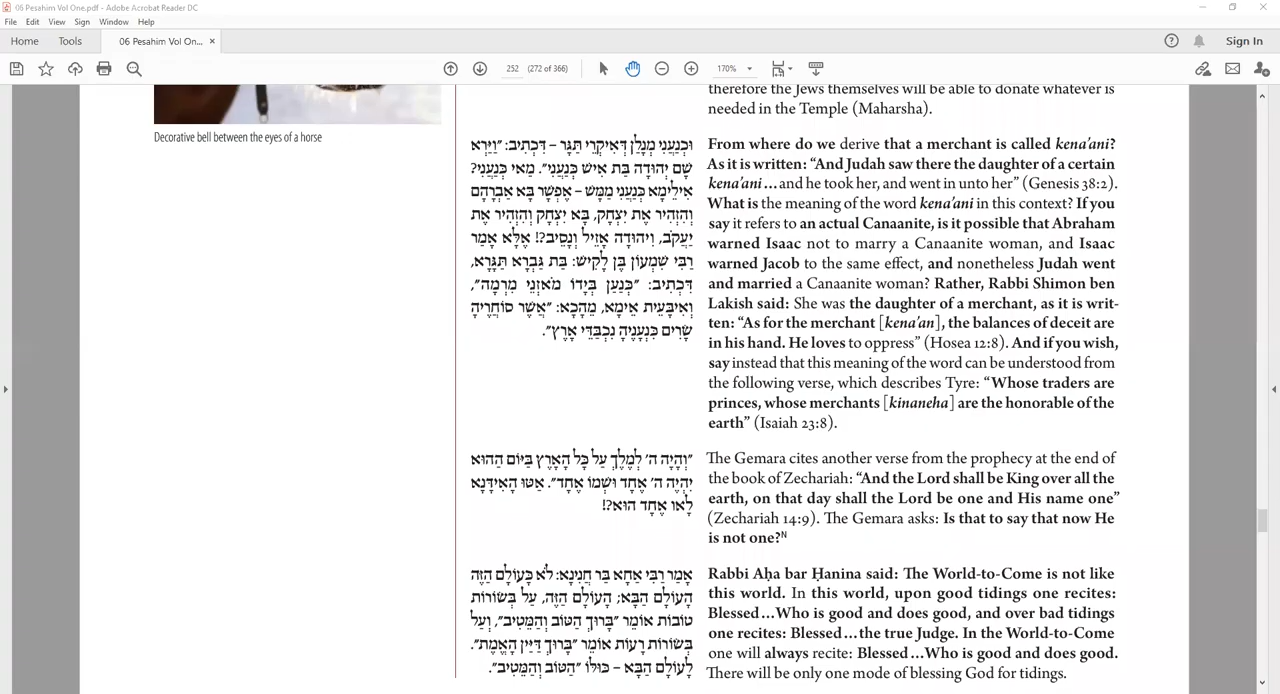 06 Pesahim Vol One.pdf - Adobe Acrobat Reader DC
File Edit View Sign Window Help
Home Tools 06 Pesahim Vol On... × Sign In
252 (272 of 366) 170%
Decorative bell between the eyes of a horse
וּכְנַעֲנִי מְנָלַן דְּאִיקְּרִי תַּגָּר – דִּכְתִיב: ״וַיַּרְא
שָׁם יְהוּדָה בַּת אִישׁ כְּנַעֲנִי״. מַאי כְּנַעֲנִי?
אִילֵימָא כְּנַעֲנִי מַמָּשׁ – אֶפְשָׁר בָּא אַבְרָהָם
וְהִזְהִיר אֶת יִצְחָק, בָּא יִצְחָק וְהִזְהִיר אֶת
יַעֲקֹב, וִיהוּדָה אָזֵיל וְנָסֵיב?! אֶלָּא אָמַר
רַבִּי שִׁמְעוֹן בֶּן לָקִישׁ: בַּת גַּבְרָא תַּגָּרָא,
דִּכְתִיב: ״כְּנַעַן בְּיָדוֹ מֹאזְנֵי מִרְמָה״,
וְאִיבָּעֵית אֵימָא, מֵהָכָא: ״אֲשֶׁר סוֹחֲרֶיהָ
שָׂרִים כִּנְעָנֶיהָ נִכְבַּדֵּי אָרֶץ״.
״וְהָיָה ה׳ לְמֶלֶךְ עַל כָּל הָאָרֶץ בַּיּוֹם הַהוּא
יִהְיֶה ה׳ אֶחָד וּשְׁמוֹ אֶחָד״. אַטּוּ הָאִידָּנָא
לָאו אֶחָד הוּא?!
אָמַר רַבִּי אַחָא בַּר חֲנִינָא: לֹא כָּעוֹלָם הַזֶּה
הָעוֹלָם הַבָּא; הָעוֹלָם הַזֶּה, עַל בְּשׂוֹרוֹת
טוֹבוֹת אוֹמֵר ״בָּרוּךְ הַטּוֹב וְהַמֵּטִיב״, וְעַל
בְּשׂוֹרוֹת רָעוֹת אוֹמֵר ״בָּרוּךְ דַּיַּין הָאֱמֶת״.
לָעוֹלָם הַבָּא – כּוּלּוֹ ״הַטּוֹב וְהַמֵּטִיב״.
therefore the Jews themselves will be able to donate whatever is
needed in the Temple (Maharsha).
From where do we derive that a merchant is called kena'ani?
As it is written: “And Judah saw there the daughter of a certain
kena'ani…and he took her, and went in unto her” (Genesis 38:2).
What is the meaning of the word kena'ani in this context? If you
say it refers to an actual Canaanite, is it possible that Abraham
warned Isaac not to marry a Canaanite woman, and Isaac
warned Jacob to the same effect, and nonetheless Judah went
and married a Canaanite woman? Rather, Rabbi Shimon ben
Lakish said: She was the daughter of a merchant, as it is writ-
ten: “As for the merchant [kena'an], the balances of deceit are
in his hand. He loves to oppress” (Hosea 12:8). And if you wish,
say instead that this meaning of the word can be understood from
the following verse, which describes Tyre: “Whose traders are
princes, whose merchants [kinaneha] are the honorable of the
earth” (Isaiah 23:8).
The Gemara cites another verse from the prophecy at the end of
the book of Zechariah: “And the Lord shall be King over all the
earth, on that day shall the Lord be one and His name one”
(Zechariah 14:9). The Gemara asks: Is that to say that now He
is not one?N
Rabbi Aḥa bar Ḥanina said: The World-to-Come is not like
this world. In this world, upon good tidings one recites:
Blessed…Who is good and does good, and over bad tidings
one recites: Blessed…the true Judge. In the World-to-Come
one will always recite: Blessed…Who is good and does good.
There will be only one mode of blessing God for tidings.